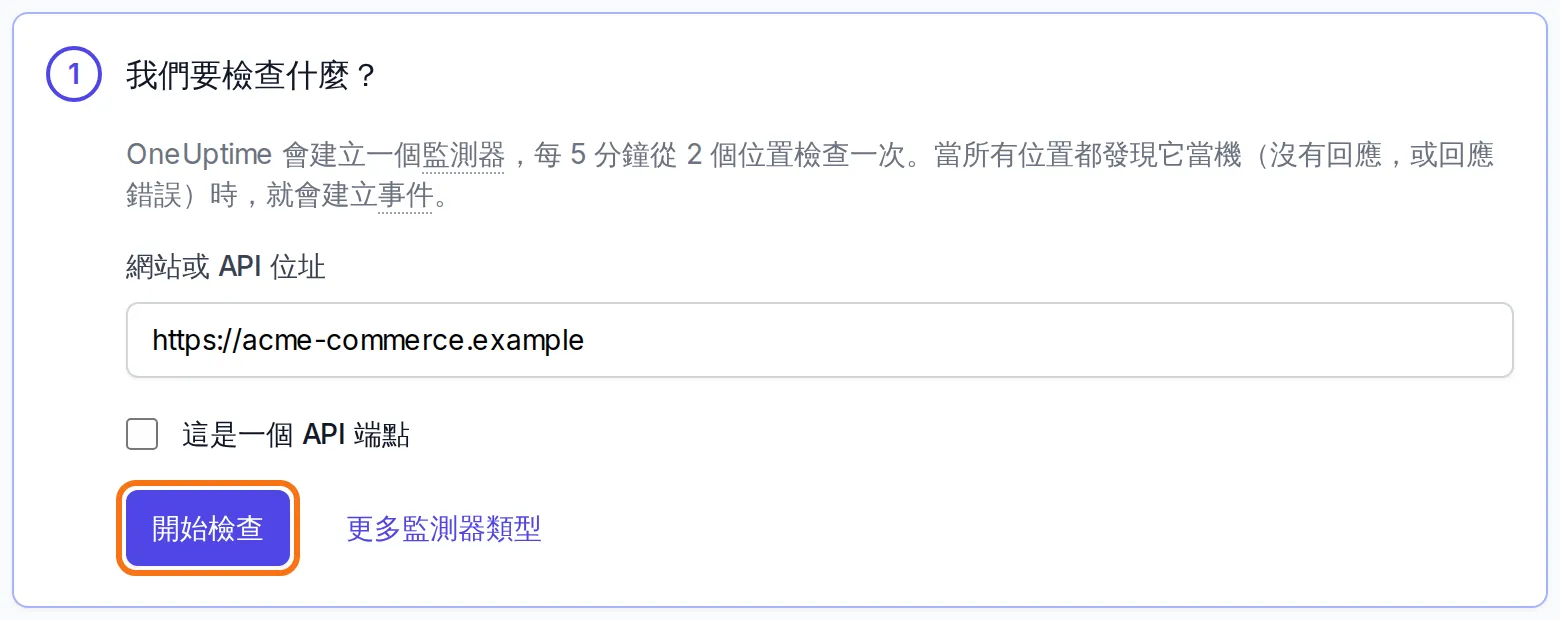 1
我們要檢查什麼？
OneUptime 會建立一個監測器，每 5 分鐘從 2 個位置檢查一次。當所有位置都發現它當機（沒有回應，或回應
錯誤）時，就會建立事件。
網站或 API 位址
https://acme-commerce.example
這是一個 API 端點
開始檢查
更多監測器類型